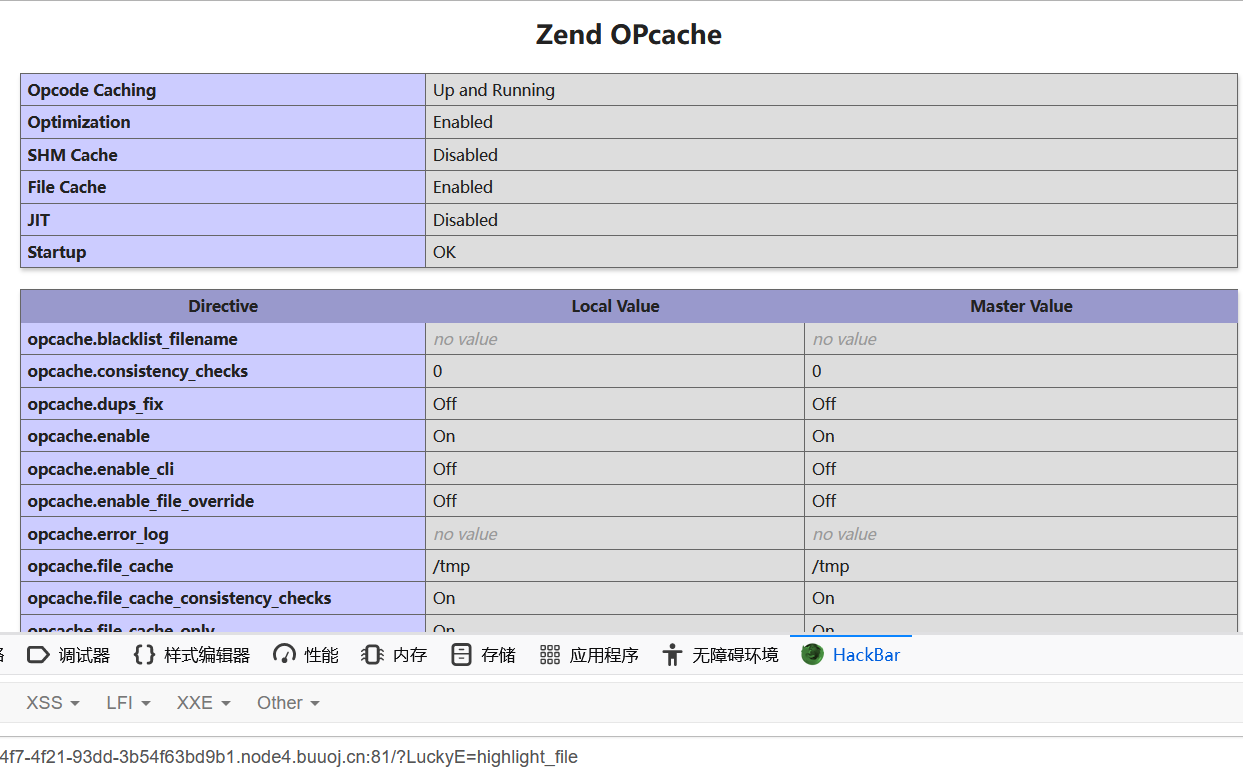 Zend OPcache
Opcode Caching Up and Running
Optimization Enabled
SHM Cache Disabled
File Cache Enabled
JIT Disabled
Startup OK
Directive Local Value Master Value
opcache.blacklist_filename no value no value
opcache.consistency_checks 0 0
opcache.dups_fix Off Off
opcache.enable On On
opcache.enable_cli Off Off
opcache.enable_file_override Off Off
opcache.error_log no value no value
opcache.file_cache /tmp /tmp
opcache.file_cache_consistency_checks On On
opcache.file_cache_only On On
调试器 样式编辑器 性能 内存 存储 应用程序 无障碍环境 HackBar
XSS LFI XXE Other
4f7-4f21-93dd-3b54f63bd9b1.node4.buuoj.cn:81/?LuckyE=highlight_file